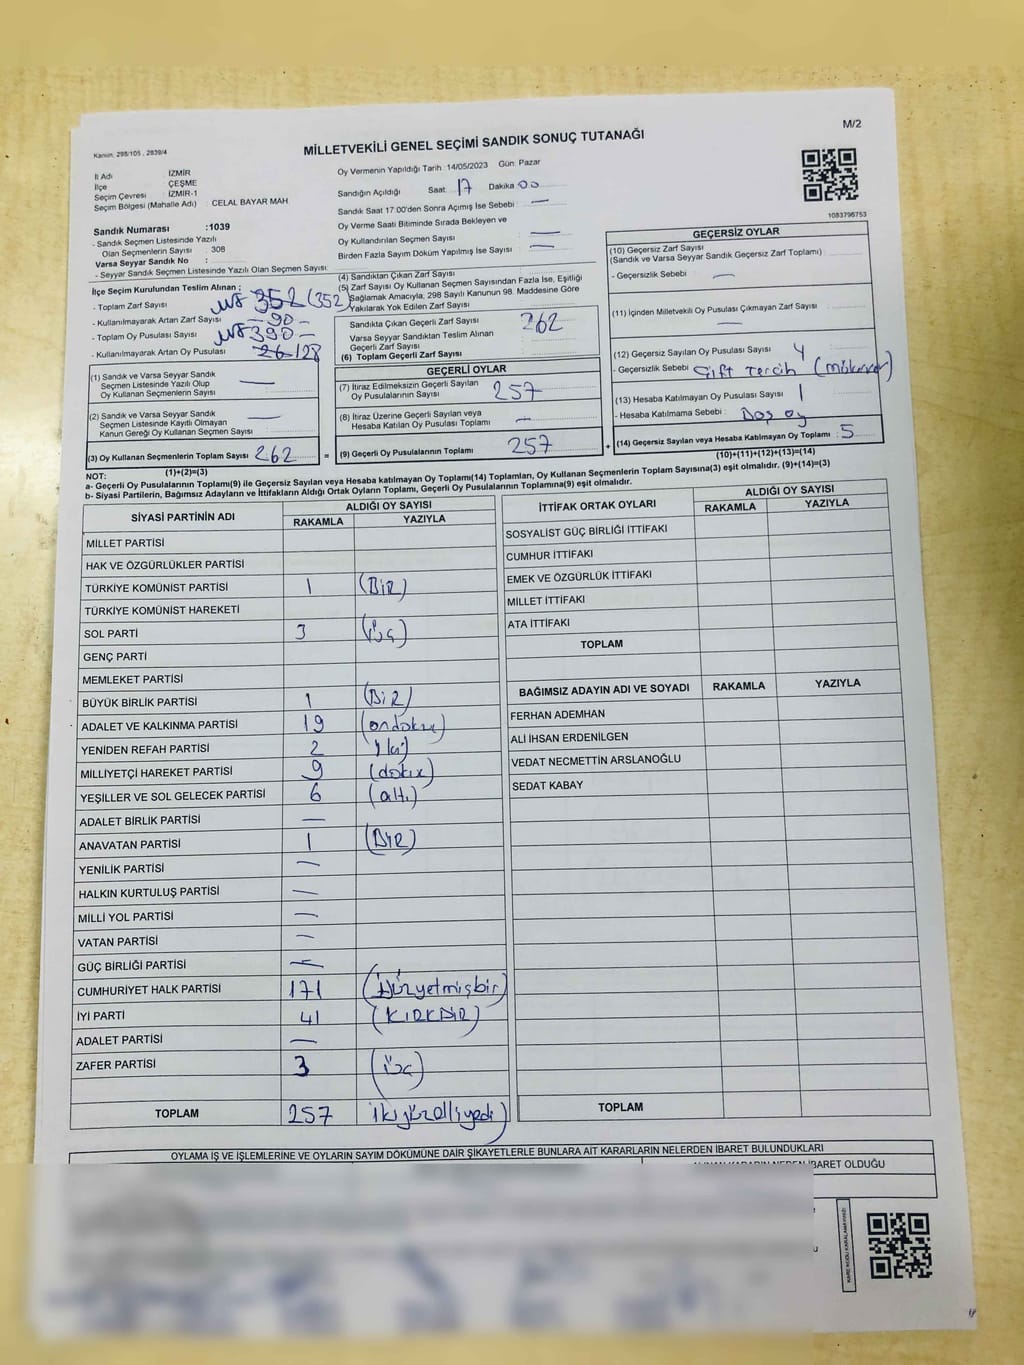 M/2
Kanun: 298/105 , 2839/4
MİLLETVEKİLİ GENEL SEÇİMİ SANDIK SONUÇ TUTANAĞI
İl Adı : İZMİR
İlçe : ÇEŞME
Seçim Çevresi : İZMİR-1
Seçim Bölgesi (Mahalle Adı) : CELAL BAYAR MAH
Sandık Numarası :1039
- Sandık Seçmen Listesinde Yazılı
Olan Seçmenlerin Sayısı : 308
Varsa Seyyar Sandık No :
- Seyyar Sandık Seçmen Listesinde Yazılı Olan Seçmen Sayısı:
İlçe Seçim Kurulundan Teslim Alınan :
- Toplam Zarf Sayısı : 352 (352)
- Kullanılmayarak Artan Zarf Sayısı : 90
- Toplam Oy Pusulası Sayısı : 390
- Kullanılmayarak Artan Oy Pusulası : 128
(1) Sandık ve Varsa Seyyar Sandık
Seçmen Listesinde Yazılı Olup
Oy Kullanan Seçmenlerin Sayısı : —
(2) Sandık ve Varsa Seyyar Sandık
Seçmen Listesinde Kayıtlı Olmayan
Kanun Gereği Oy Kullanan Seçmen Sayısı : —
(3) Oy Kullanan Seçmenlerin Toplam Sayısı : 262
(1)+(2)=(3)
Oy Vermenin Yapıldığı Tarih : 14/05/2023 Gün: Pazar
Sandığın Açıldığı Saat 17 Dakika 00
Sandık Saat 17:00'den Sonra Açımış İse Sebebi : —
Oy Verme Saati Bitiminde Sırada Bekleyen ve
Oy Kullandırılan Seçmen Sayısı : —
Birden Fazla Sayım Döküm Yapılmış İse Sayısı : —
(4) Sandıktan Çıkan Zarf Sayısı :
(5) Zarf Sayısı Oy Kullanan Seçmen Sayısından Fazla İse, Eşitliği
Sağlamak Amacıyla, 298 Sayılı Kanunun 98. Maddesine Göre
Yakılarak Yok Edilen Zarf Sayısı :
Sandıkta Çıkan Geçerli Zarf Sayısı : 262
Varsa Seyyar Sandıktan Teslim Alınan
Geçerli Zarf Sayısı :
(6) Toplam Geçerli Zarf Sayısı :
GEÇERLİ OYLAR
(7) İtiraz Edilmeksizin Geçerli Sayılan
Oy Pusulalarının Sayısı : 257
(8) İtiraz Üzerine Geçerli Sayılan veya
Hesaba Katılan Oy Pusulası Toplamı : —
= (9) Geçerli Oy Pusulalarının Toplamı : 257
1083796753
GEÇERSİZ OYLAR
(10) Geçersiz Zarf Sayısı :
(Sandık ve Varsa Seyyar Sandık Geçersiz Zarf Toplamı)
- Geçersizlik Sebebi : —
(11) İçinden Milletvekili Oy Pusulası Çıkmayan Zarf Sayısı :
—
(12) Geçersiz Sayılan Oy Pusulası Sayısı : 4
- Geçersizlik Sebebi : Çift Tercih
(13) Hesaba Katılmayan Oy Pusulası Sayısı : 1
- Hesaba Katılmama Sebebi : Boş oy
+ (14) Geçersiz Sayılan veya Hesaba Katılmayan Oy Toplamı : 5
(10)+(11)+(12)+(13)=(14)
NOT:
a- Geçerli Oy Pusulalarının Toplamı(9) ile Geçersiz Sayılan veya Hesaba Katılmayan Oy Toplamı(14) Toplamları, Oy Kullanan Seçmenlerin Toplam Sayısına(3) eşit olmalıdır. (9)+(14)=(3)
b- Siyasi Partilerin, Bağımsız Adayların ve İttifakların Aldığı Ortak Oyların Toplamı, Geçerli Oy Pusulalarının Toplamına(9) eşit olmalıdır.
SİYASİ PARTİNİN ADI ALDIĞI OY SAYISI
RAKAMLA YAZIYLA
MİLLET PARTİSİ
HAK VE ÖZGÜRLÜKLER PARTİSİ
TÜRKİYE KOMÜNİST PARTİSİ 1 (BİR)
TÜRKİYE KOMÜNİST HAREKETİ
SOL PARTİ 3 (üç)
GENÇ PARTİ
MEMLEKET PARTİSİ
BÜYÜK BİRLİK PARTİSİ 1 (BİR)
ADALET VE KALKINMA PARTİSİ 19 (ondokuz)
YENİDEN REFAH PARTİSİ 2 iki)
MİLLİYETÇİ HAREKET PARTİSİ 9 (dokuz)
YEŞİLLER VE SOL GELECEK PARTİSİ 6 (altı)
ADALET BİRLİK PARTİSİ —
ANAVATAN PARTİSİ 1 (BİR)
YENİLİK PARTİSİ —
HALKIN KURTULUŞ PARTİSİ —
MİLLİ YOL PARTİSİ —
VATAN PARTİSİ —
GÜÇ BİRLİĞİ PARTİSİ —
CUMHURİYET HALK PARTİSİ 171 (yüzyetmişbir)
İYİ PARTİ 41 (KIRKBİR)
ADALET PARTİSİ —
ZAFER PARTİSİ 3 (üç)
TOPLAM 257 ikiyüzelliyedi)
İTTİFAK ORTAK OYLARI ALDIĞI OY SAYISI
RAKAMLA YAZIYLA
SOSYALİST GÜÇ BİRLİĞİ İTTİFAKI
CUMHUR İTTİFAKI
EMEK VE ÖZGÜRLÜK İTTİFAKI
MİLLET İTTİFAKI
ATA İTTİFAKI
TOPLAM
BAĞIMSIZ ADAYIN ADI VE SOYADI RAKAMLA YAZIYLA
FERHAN ADEMHAN
ALİ İHSAN ERDENİLGEN
VEDAT NECMETTİN ARSLANOĞLU
SEDAT KABAY
TOPLAM
OYLAMA İŞ VE İŞLEMLERİNE VE OYLARIN SAYIM DÖKÜMÜNE DAİR ŞİKAYETLERLE BUNLARA AİT KARARLARIN NELERDEN İBARET BULUNDUKLARI
ALINAN KARARIN NEDEN İBARET OLDUĞU
KARE KODU KARALAMAYINIZ!